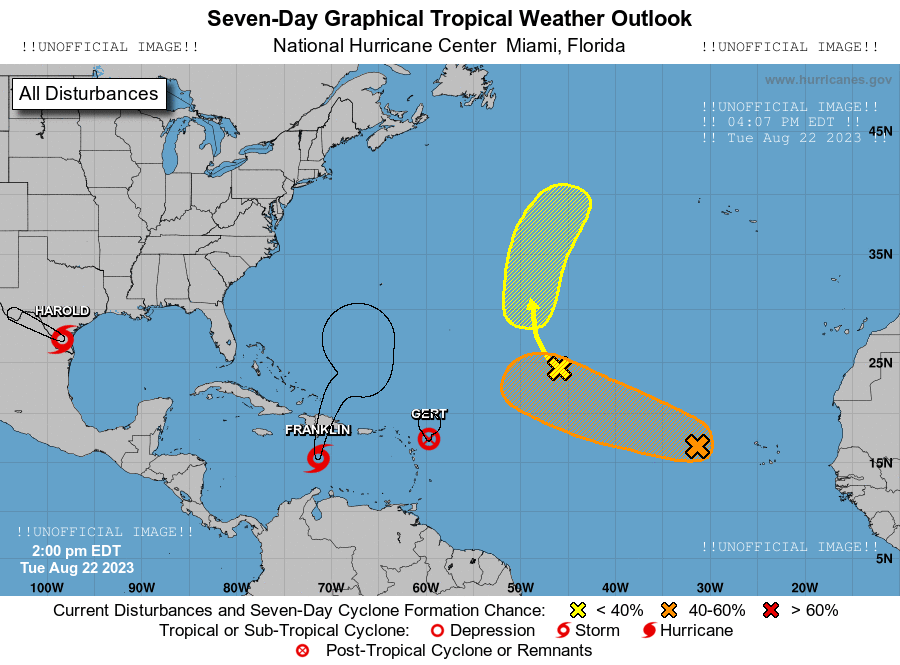 Seven-Day Graphical Tropical Weather Outlook
!!UNOFFICIAL IMAGE!! National Hurricane Center Miami, Florida !!UNOFFICIAL IMAGE!!
www.hurricanes.gov
All Disturbances
!!UNOFFICIAL IMAGE!!
!! 04:07 PM EDT !!
45N
!! Tue Aug 22 2023 !!
35N
HAROLD
25N
GERT
FRANKLIN
15N
!!UNOFFICIAL IMAGE!!
!!UNOFFICIAL IMAGE!!
2:00 pm EDT
5N
Tue Aug 22 2023
100W 90W 80W 70W 60W 50W 40W 30W 20W
Current Disturbances and Seven-Day Cyclone Formation Chance: < 40% 40-60% > 60%
Tropical or Sub-Tropical Cyclone: Depression Storm Hurricane
Post-Tropical Cyclone or Remnants